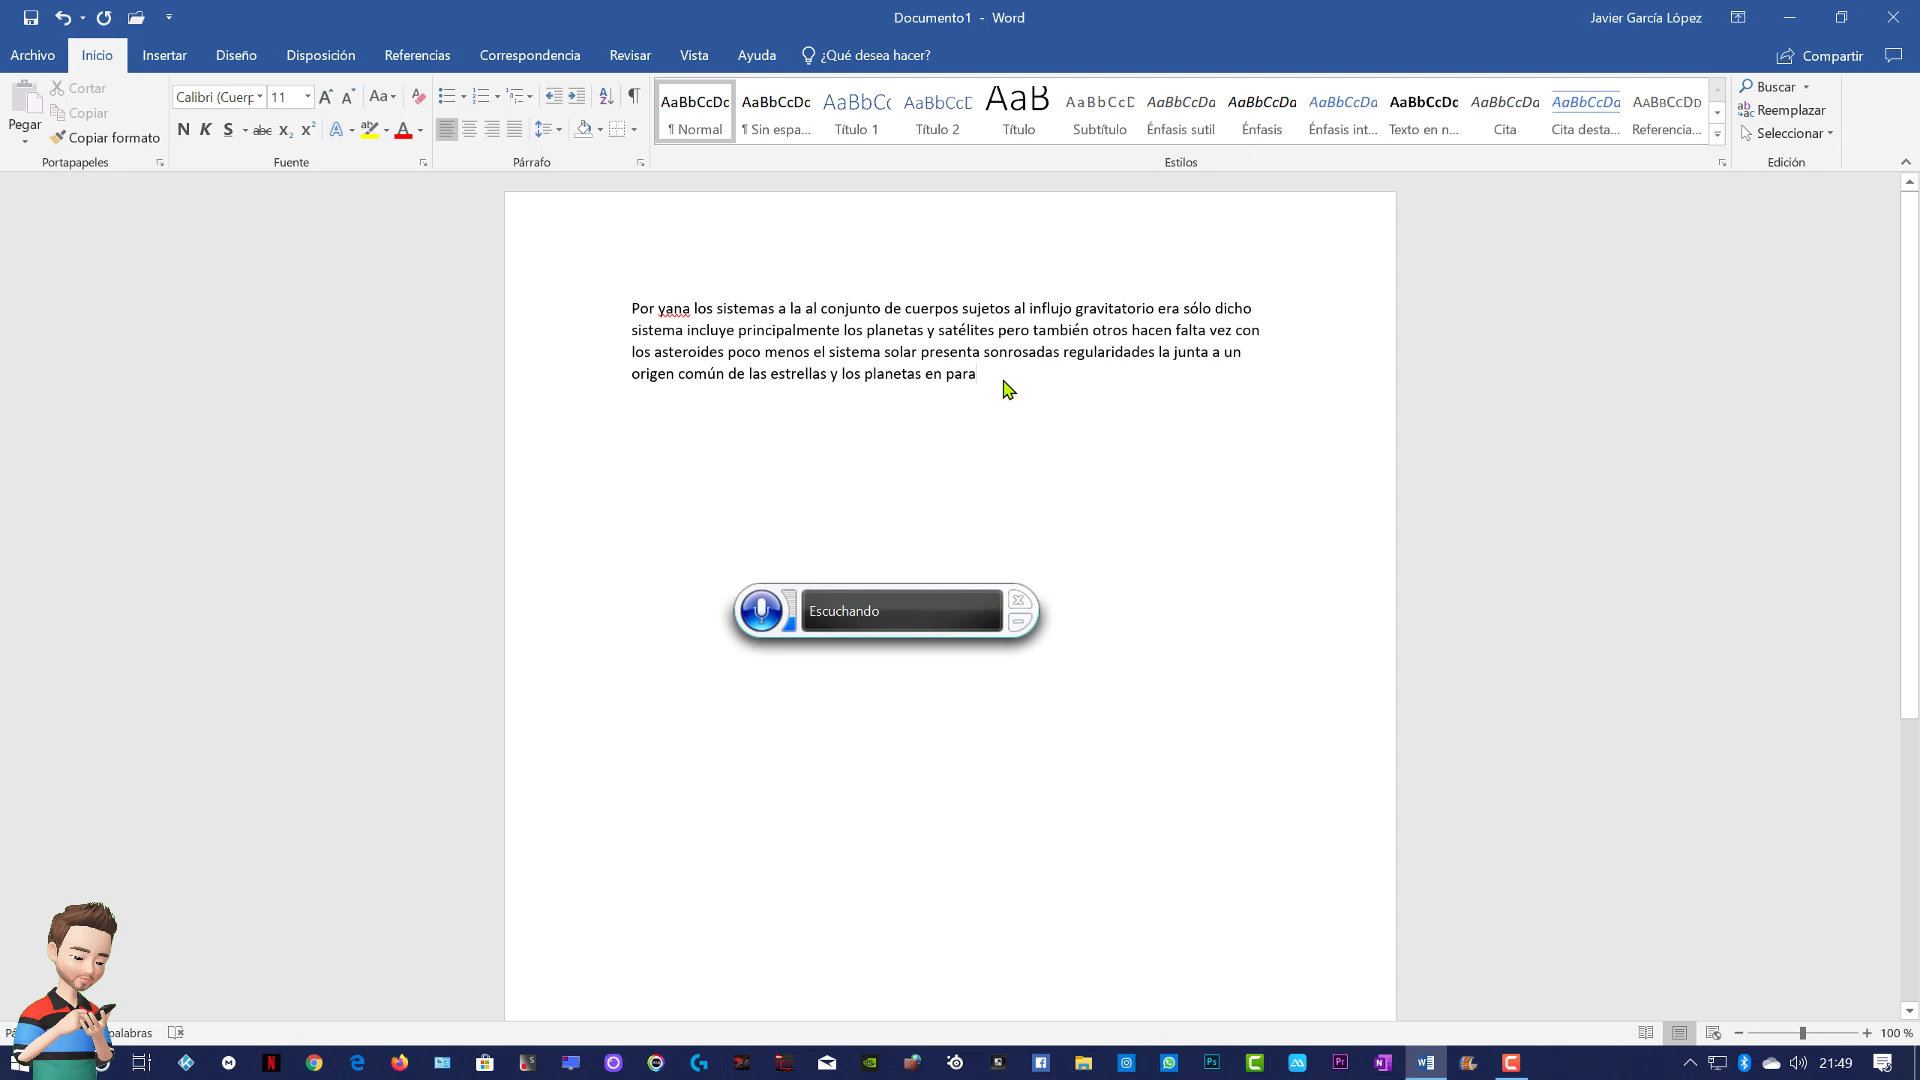 Documento1 - Word
Javier García López
Archivo
Inicio
Insertar
Diseño
Disposición
Referencias
Correspondencia
Revisar
Vista
Ayuda
¿Qué desea hacer?
Compartir
Pegar
Cortar
Copiar
Copiar formato
Portapapeles
Calibri (Cuerp
11
Aa
N K S abc x₂ x² A ab A
Fuente
Párrafo
AaBbCcDc
AaBbCcDc
AaBbCc
AaBbCcD
AaB
AaBbCcD
AaBbCcDa
AaBbCcDa
AaBbCcDa
AaBbCcDc
AaBbCcDa
AaBbCcDa
AaBbCcDd
¶ Normal
¶ Sin espa...
Título 1
Título 2
Título
Subtítulo
Énfasis sutil
Énfasis
Énfasis int...
Texto en n...
Cita
Cita desta...
Referencia...
Estilos
Buscar
Reemplazar
Seleccionar
Edición
Por yana los sistemas a la al conjunto de cuerpos sujetos al influjo gravitatorio era sólo dicho
sistema incluye principalmente los planetas y satélites pero también otros hacen falta vez con
los asteroides poco menos el sistema solar presenta sonrosadas regularidades la junta a un
origen común de las estrellas y los planetas en para
Escuchando
palabras
100 %
21:49